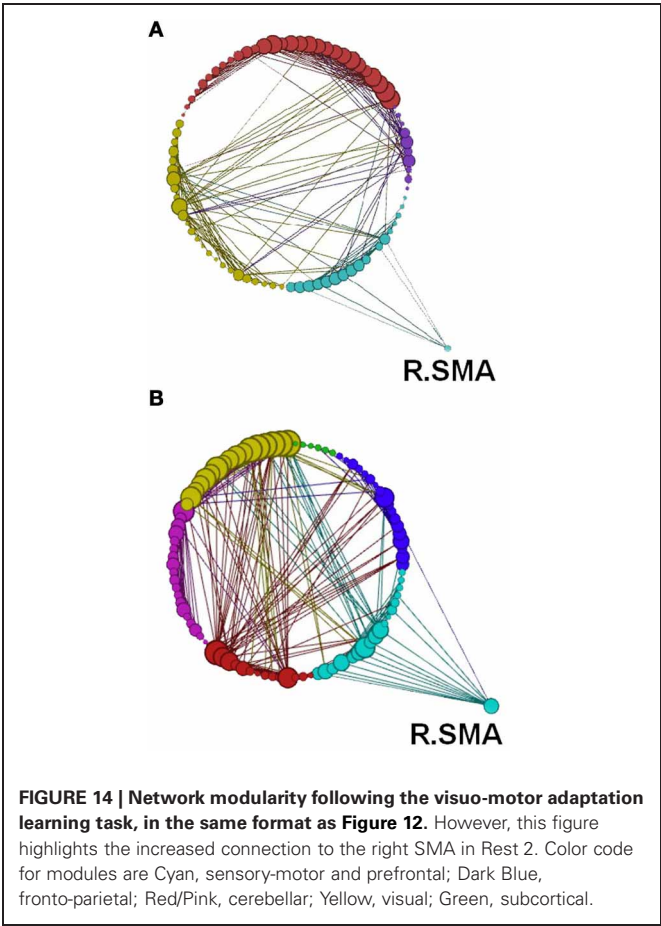 A
R.SMA
B
R.SMA
FIGURE 14 | Network modularity following the visuo-motor adaptation
learning task, in the same format as Figure 12. However, this figure
highlights the increased connection to the right SMA in Rest 2. Color code
for modules are Cyan, sensory-motor and prefrontal; Dark Blue,
fronto-parietal; Red/Pink, cerebellar; Yellow, visual; Green, subcortical.